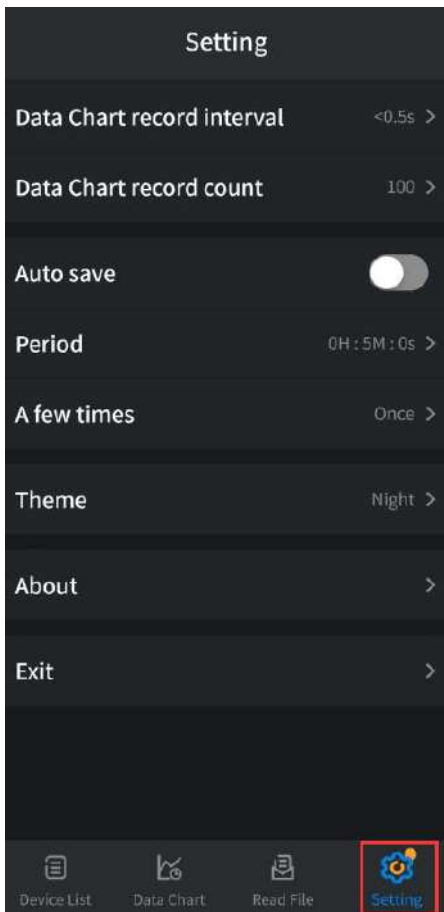 Setting
Data Chart record interval <0.5s >
Data Chart record count 100 >
Auto save
Period 0H : 5M : 0s >
A few times Once >
Theme Night >
About >
Exit >
Device List Data Chart Read File Setting